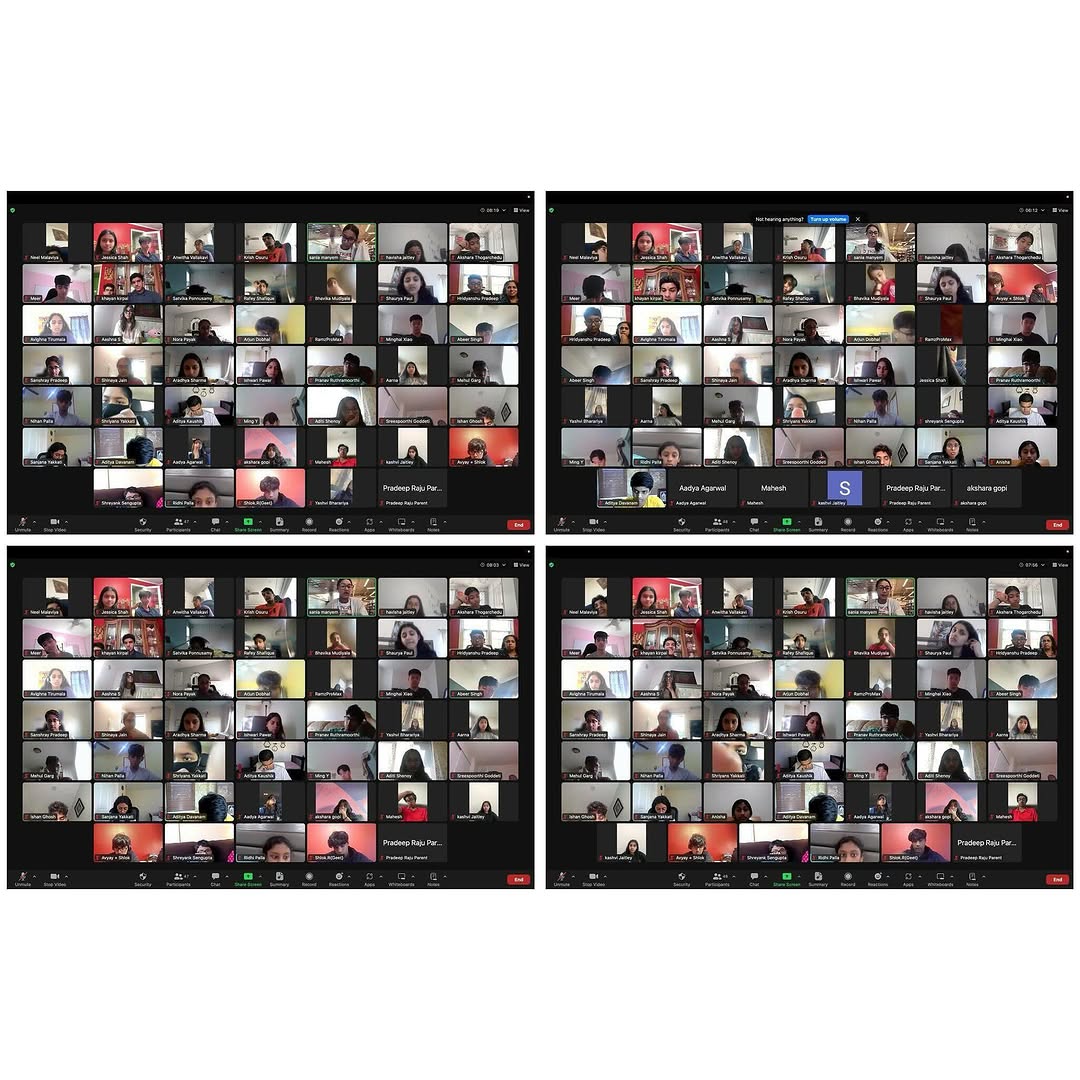 08:19 View
Neel Malaviya Jessica Shah Anwitha Vallakavi Krish Osuru sania manyem havisha jaitley Akshara Thogarchedu
Meer khayan kirpal Satvika Ponnusamy Rafay Shafique Bhavika Mudiyala Shaurya Paul Hridyanshu Pradeep
Avighna Tirumala Aashna S Nora Payak Arjun Dobhal RamzProMax Minghai Xiao Abeer Singh
Sanshray Pradeep Shinaya Jain Aradhya Sharma Ishwari Pawar Pranav Ruthramoorthi Aarna Mehul Garg
Nihan Palla Shriyans Yakkati Aditya Kaushik Ming Y Aditi Shenoy Sreespoorthi Goddeti Ishan Ghosh
Sanjana Yakkati Aditya Davanam Aadya Agarwal akshara gopi Mahesh kashvi Jaitley Avyay + Shlok
Pradeep Raju Par...
Shreyank Sengupta Ridhi Palla Shlok.R(Geet) Yashvi Bharariya Pradeep Raju Parent
Unmute Stop Video Security Participants 47 Chat Share Screen Summary Record Reactions Apps Whiteboards Notes End
06:12 View
Not hearing anything? Turn up volume
Neel Malaviya Jessica Shah Anwitha Vallakavi Krish Osuru sania manyem havisha jaitley Akshara Thogarchedu
Meer khayan kirpal Satvika Ponnusamy Rafay Shafique Bhavika Mudiyala Shaurya Paul Avyay + Shlok
Hridyanshu Pradeep Avighna Tirumala Aashna S Nora Payak Arjun Dobhal RamzProMax Minghai Xiao
Abeer Singh Sanshray Pradeep Shinaya Jain Aradhya Sharma Ishwari Pawar Jessica Shah Pranav Ruthramoorthi
Yashvi Bharariya Aarna Mehul Garg Shriyans Yakkati Nihan Palla shreyank Sengupta Aditya Kaushik
Ming Y Ridhi Palla Aditi Shenoy Sreespoorthi Goddeti Ishan Ghosh Sanjana Yakkati Anisha
Aadya Agarwal Mahesh S Pradeep Raju Par... akshara gopi
Aditya Davanam Aadya Agarwal Mahesh kashvi Jaitley Pradeep Raju Parent akshara gopi
Unmute Stop Video Security Participants 48 Chat Share Screen Summary Record Reactions Apps Whiteboards Notes End
09:03 View
Neel Malaviya Jessica Shah Anwitha Vallakavi Krish Osuru sania manyem havisha jaitley Akshara Thogarchedu
Meer khayan kirpal Satvika Ponnusamy Rafay Shafique Bhavika Mudiyala Shaurya Paul Hridyanshu Pradeep
Avighna Tirumala Aashna S Nora Payak Arjun Dobhal RamzProMax Minghai Xiao Abeer Singh
Sanshray Pradeep Shinaya Jain Aradhya Sharma Ishwari Pawar Pranav Ruthramoorthi Yashvi Bharariya Aarna
Mehul Garg Nihan Palla Shriyans Yakkati Aditya Kaushik Ming Y Aditi Shenoy Sreespoorthi Goddeti
Ishan Ghosh Sanjana Yakkati Aditya Davanam Aadya Agarwal akshara gopi Mahesh kashvi Jaitley
Pradeep Raju Par...
Avyay + Shlok Shreyank Sengupta Ridhi Palla Shlok.R(Geet) Pradeep Raju Parent
Unmute Stop Video Security Participants 47 Chat Share Screen Summary Record Reactions Apps Whiteboards Notes End
07:56 View
Neel Malaviya Jessica Shah Anwitha Vallakavi Krish Osuru sania manyem havisha jaitley Akshara Thogarchedu
Meer khayan kirpal Satvika Ponnusamy Rafay Shafique Bhavika Mudiyala Shaurya Paul Hridyanshu Pradeep
Avighna Tirumala Aashna S Nora Payak Arjun Dobhal RamzProMax Minghai Xiao Abeer Singh
Sanshray Pradeep Shinaya Jain Aradhya Sharma Ishwari Pawar Pranav Ruthramoorthi Yashvi Bharariya Aarna
Mehul Garg Nihan Palla Shriyans Yakkati Aditya Kaushik Ming Y Aditi Shenoy Sreespoorthi Goddeti
Ishan Ghosh Sanjana Yakkati Anisha Aditya Davanam Aadya Agarwal akshara gopi Mahesh
Pradeep Raju Par...
kashvi Jaitley Avyay + Shlok Shreyank Sengupta Ridhi Palla Shlok.R(Geet) Pradeep Raju Parent
Unmute Stop Video Security Participants 48 Chat Share Screen Summary Record Reactions Apps Whiteboards Notes End